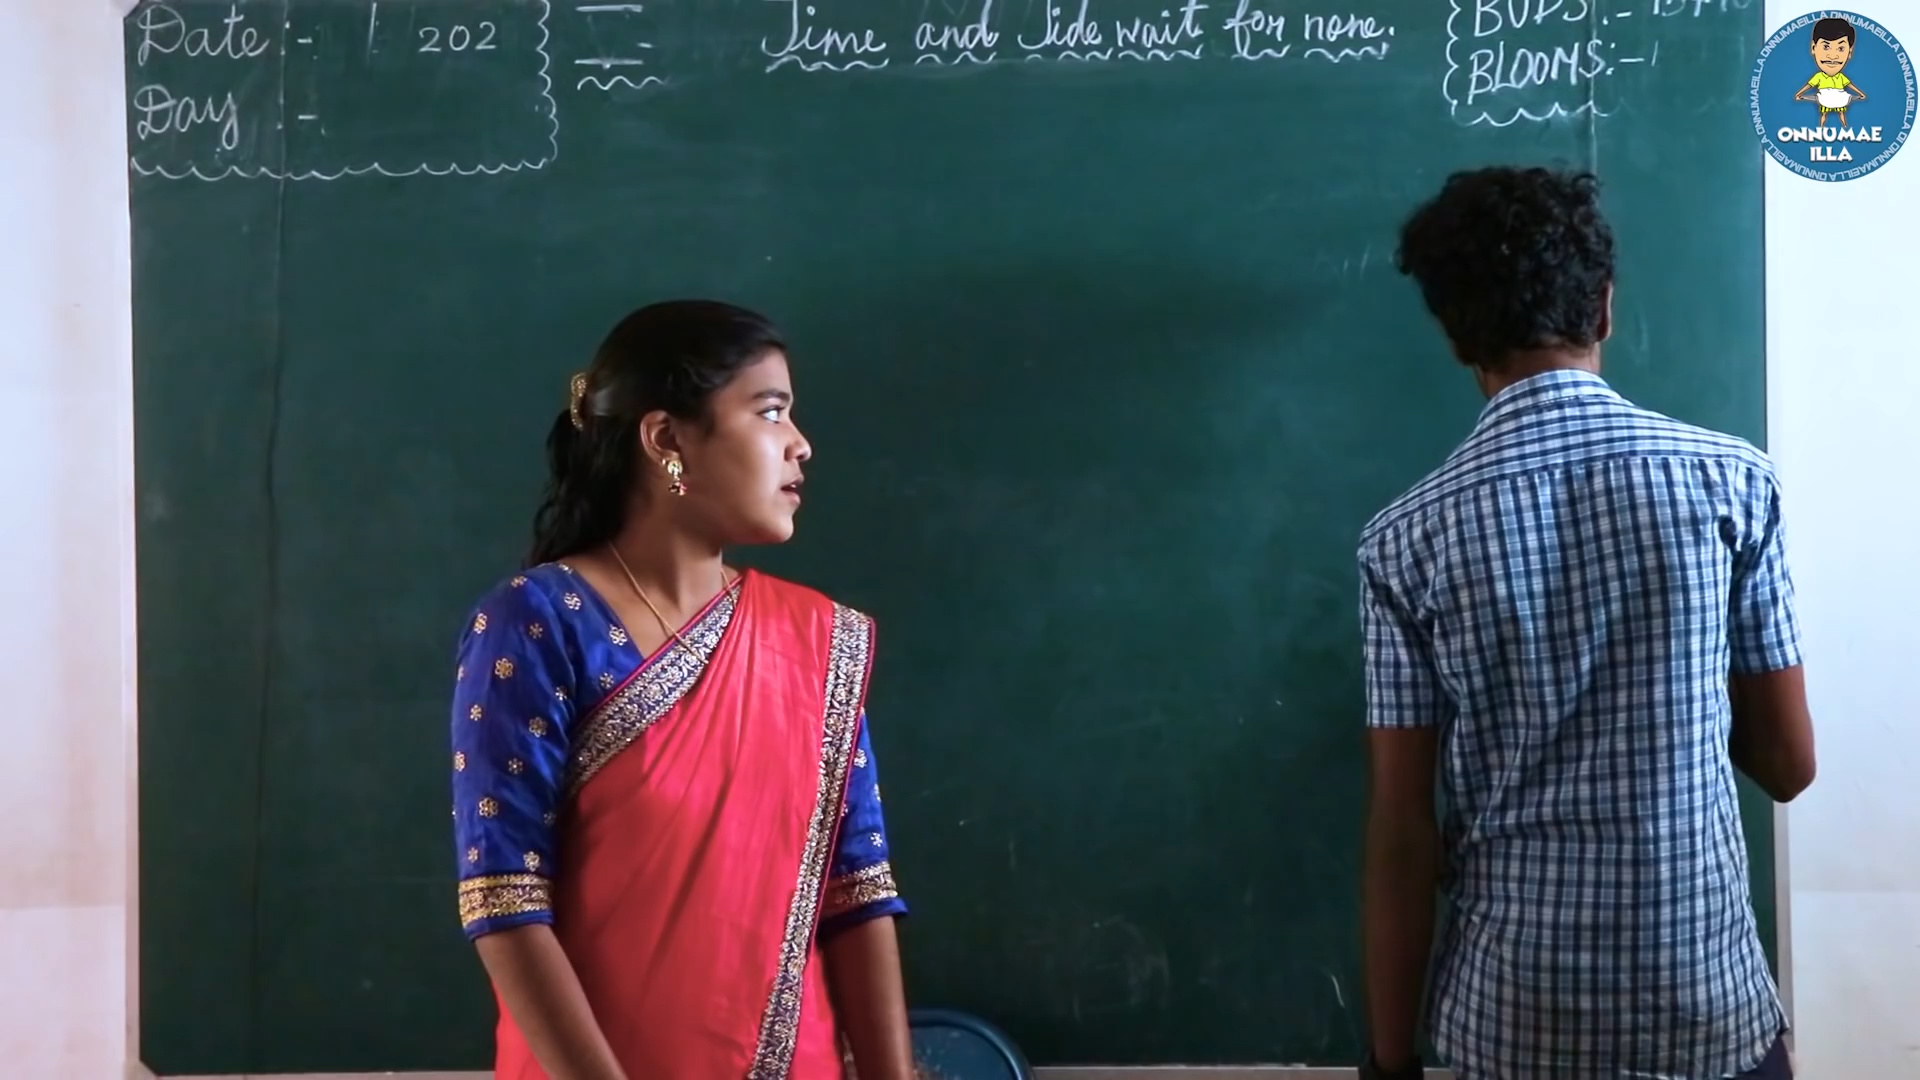 Date :- / 202
Day :-
Time and Tide wait for none.
BUDS :-
BLOOMS :-
ONNUMAE
ILLA